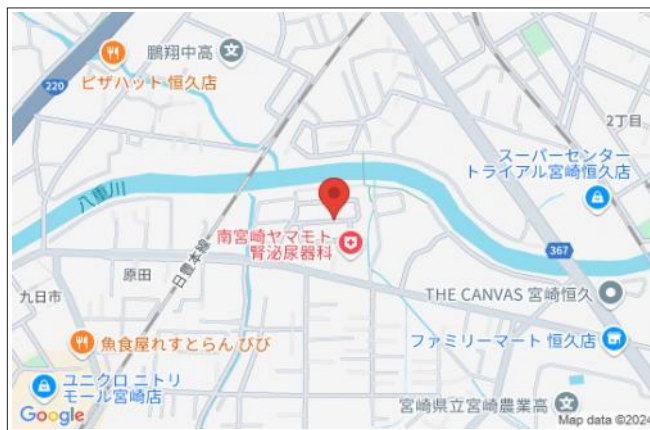 鵬翔中高
ピザハット 恒久店
220
2丁目
スーパーセンター
トライアル宮崎恒久店
八重川
南宮崎ヤマモト
腎泌尿器科
日豊本線
367
原田
九日市
THE CANVAS 宮崎恒久
魚食屋れすとらん びび
ファミリーマート 恒久店
ユニクロ ニトリ
モール宮崎店
宮崎県立宮崎農業高
Google
Map data ©2024